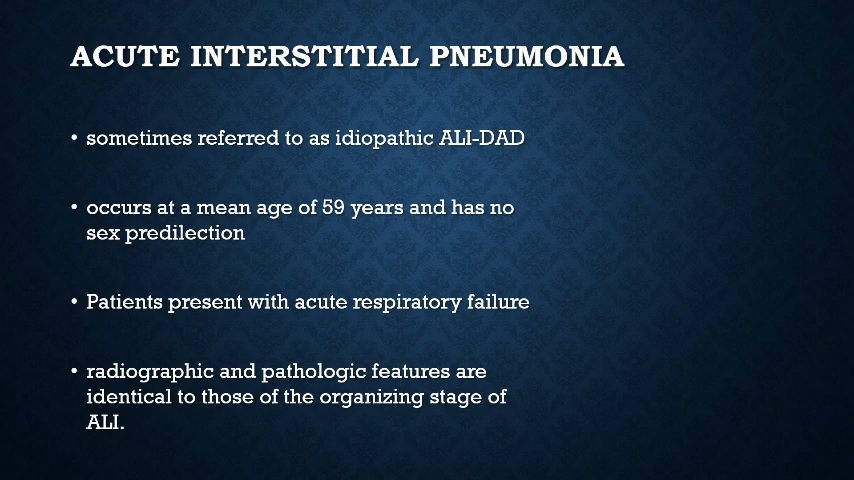 ACUTE INTERSTITIAL PNEUMONIA
• sometimes referred to as idiopathic ALI-DAD
• occurs at a mean age of 59 years and has no
sex predilection
• Patients present with acute respiratory failure
• radiographic and pathologic features are
identical to those of the organizing stage of
ALI.